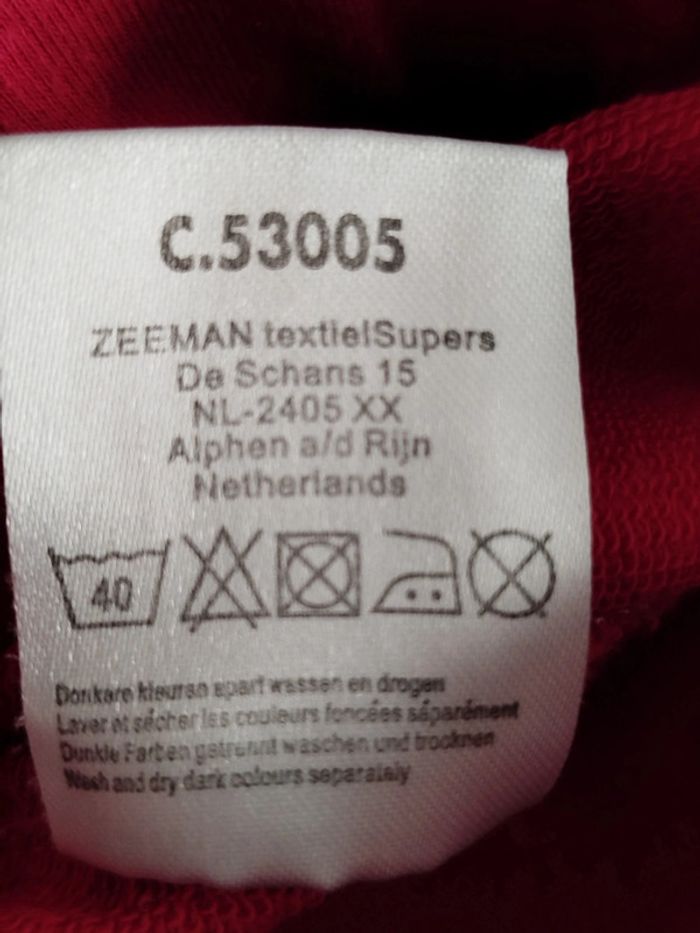 C.53005
ZEEMAN textielSupers
De Schans 15
NL-2405 XX
Alphen a/d Rijn
Netherlands
40
Donkere kleuren apart wassen en drogen
Laver et sécher les couleurs foncées séparément
Dunkle Farben getrennt waschen und trocknen
Wash and dry dark colours separately